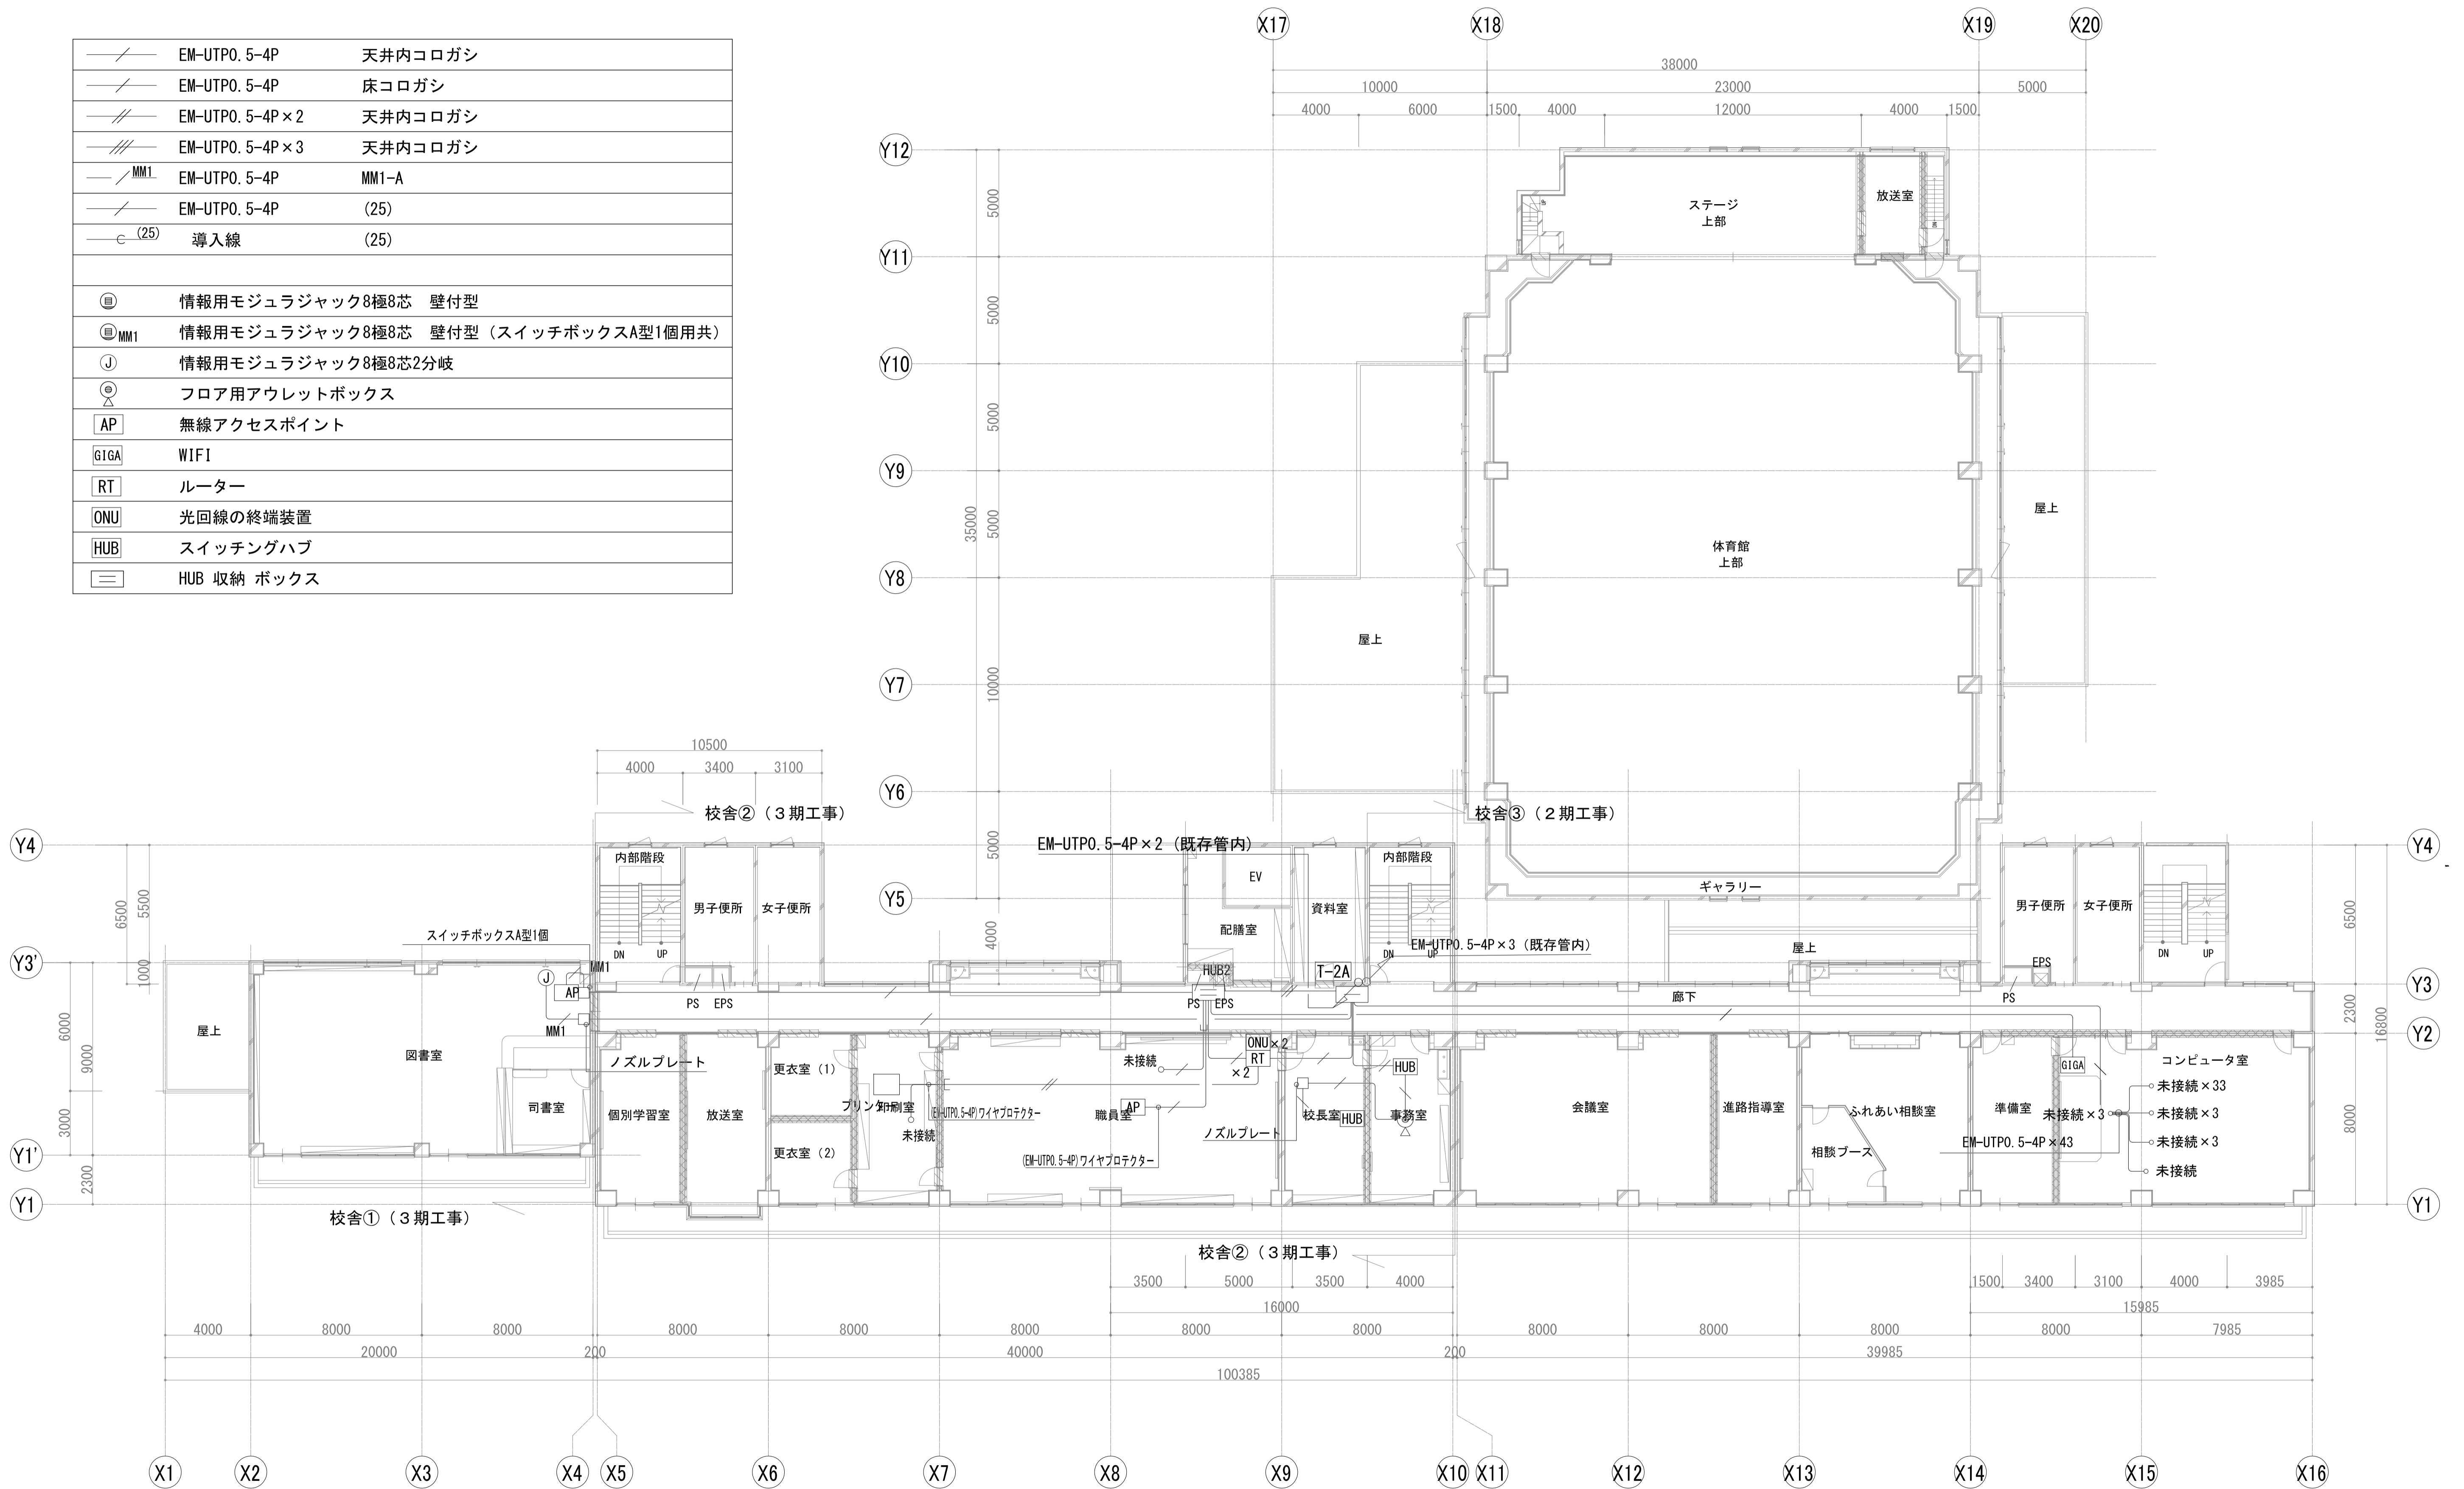 EM-UTP0.5-4P 天井内コロガシ
EM-UTP0.5-4P 床コロガシ
EM-UTP0.5-4P×2 天井内コロガシ
EM-UTP0.5-4P×3 天井内コロガシ
MM1 EM-UTP0.5-4P MM1-A
EM-UTP0.5-4P (25)
C (25) 導入線 (25)
情報用モジュラジャック8極8芯 壁付型
MM1 情報用モジュラジャック8極8芯 壁付型（スイッチボックスA型1個用共）
J 情報用モジュラジャック8極8芯2分岐
フロア用アウレットボックス
AP 無線アクセスポイント
GIGA WIFI
RT ルーター
ONU 光回線の終端装置
HUB スイッチングハブ
HUB 収納 ボックス
X17 X18 X19 X20
38000
10000 23000 5000
4000 6000 1500 4000 12000 4000 1500
Y12
Y11
Y10
Y9
Y8
Y7
Y6
Y5
5000
5000
5000
5000
35000
10000
5000
4000
ステージ
上部
放送室
体育館
上部
屋上
屋上
ギャラリー
屋上
10500
4000 3400 3100
校舎②（３期工事）
校舎③（２期工事）
EM-UTP0.5-4P×2（既存管内）
EM-UTP0.5-4P×3（既存管内）
Y4
Y3'
Y1'
Y1
6500
5500
1000
6000
9000
3000
2300
スイッチボックスA型1個
内部階段
男子便所
女子便所
DN UP
PS EPS
J
MM1
AP
MM1
ノズルプレート
屋上
図書室
司書室
校舎①（３期工事）
個別学習室
放送室
更衣室（1）
更衣室（2）
プリンター
印刷室
未接続
(EM-UTP0.5-4P)ワイヤプロテクター
職員室
未接続
AP
(EM-UTP0.5-4P)ワイヤプロテクター
EV
配膳室
資料室
内部階段
DN UP
HUB2
PS EPS
T-2A
ONU×2
RT
×2
HUB
校長室
HUB
事務室
ノズルプレート
校舎②（３期工事）
廊下
会議室
進路指導室
ふれあい相談室
相談ブース
準備室
コンピュータ室
GIGA
未接続×33
未接続×3
未接続×3
未接続×3
未接続
EM-UTP0.5-4P×43
男子便所
女子便所
EPS
PS
DN UP
Y4
Y3
Y2
Y1
6500
2300
16800
8000
3500 5000 3500 4000
16000
1500 3400 3100 4000 3985
15985
4000 8000 8000 8000 8000 8000 8000 8000 8000 8000 8000 8000 7985
20000 200 40000 200 39985
100385
X1 X2 X3 X4 X5 X6 X7 X8 X9 X10 X11 X12 X13 X14 X15 X16